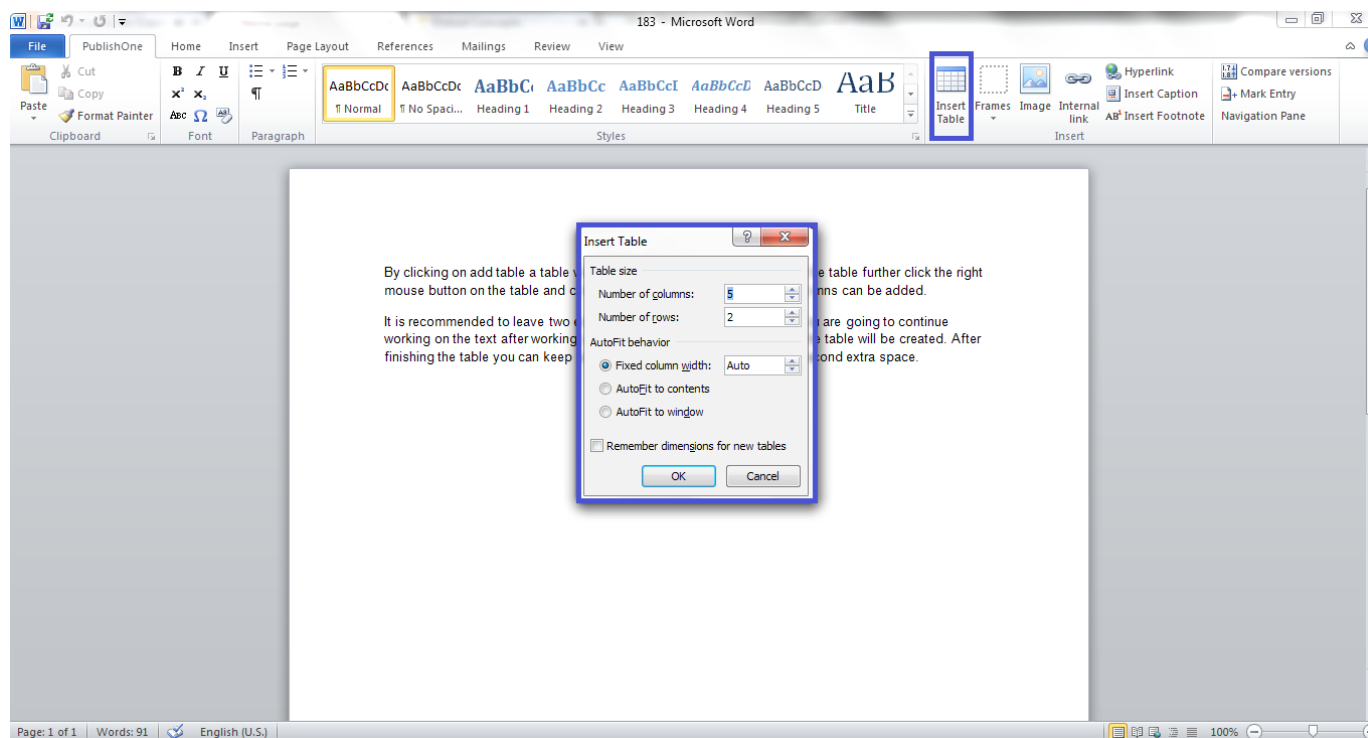 183 - Microsoft Word
File PublishOne Home Insert Page Layout References Mailings Review View
Paste
Cut
Copy
Format Painter
Clipboard
B I U
x² x₂
ABC Ω
Font
¶
Paragraph
AaBbCcDc AaBbCcDc AaBbC AaBbCc AaBbCcI AaBbCcD AaBbCcD AaB
¶ Normal ¶ No Spaci... Heading 1 Heading 2 Heading 3 Heading 4 Heading 5 Title
Styles
Insert Table
Frames
Image
Internal link
Hyperlink
Insert Caption
AB¹ Insert Footnote
Insert
Compare versions
Mark Entry
Navigation Pane
By clicking on add table a table table further click the right
mouse button on the table and can be added.
It is recommended to leave two are going to continue
working on the text after working table will be created. After
finishing the table you can keep extra space.
Insert Table
Table size
Number of columns: 5
Number of rows: 2
AutoFit behavior
Fixed column width: Auto
AutoFit to contents
AutoFit to window
Remember dimensions for new tables
OK Cancel
Page: 1 of 1 Words: 91 English (U.S.) 100%